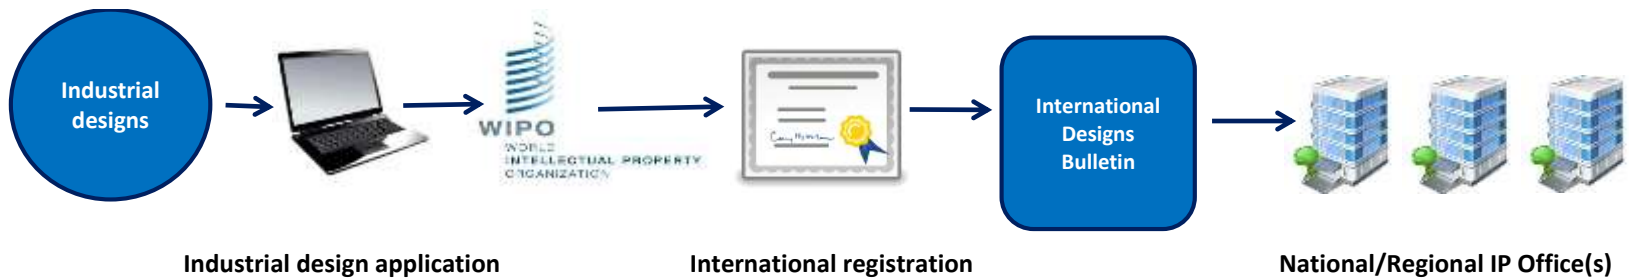 Industrial
designs
WIPO
WORLD
INTELLECTUAL PROPERTY
ORGANIZATION
International
Designs
Bulletin
Industrial design application
International registration
National/Regional IP Office(s)